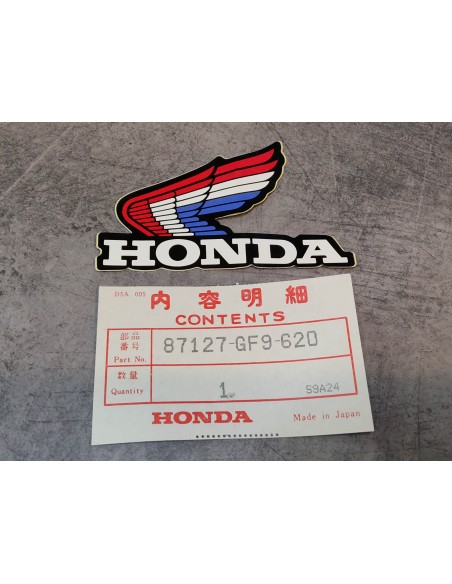 HONDA
DSA 005
内容明細
CONTENTS
部品番号
Part No.
87127-GF9-620
数量
Quantity
1
S9A24
HONDA
Made in Japan